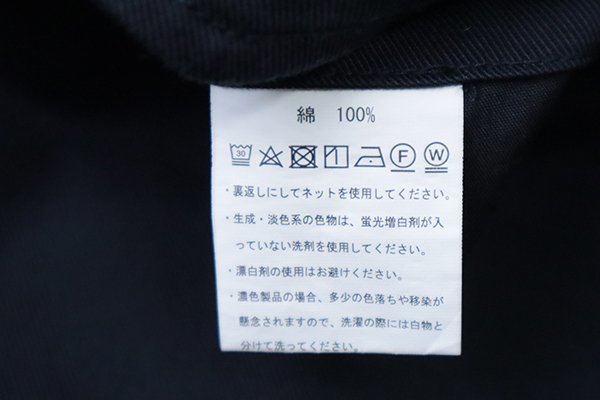 綿 100%
30 F W
・裏返しにしてネットを使用してください。
・生成・淡色系の色物は、蛍光増白剤が入
っていない洗剤を使用してください。
・漂白剤の使用はお避けください。
・濃色製品の場合、多少の色落ちや移染が
懸念されますので、洗濯の際には白物と
分けて洗ってください。